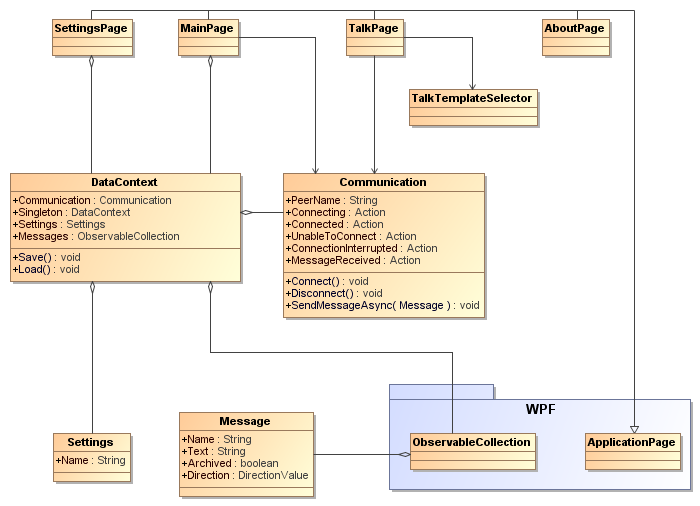 SettingsPage
MainPage
TalkPage
AboutPage
TalkTemplateSelector
DataContext
+Communication : Communication
+Singleton : DataContext
+Settings : Settings
+Messages : ObservableCollection
+Save() : void
+Load() : void
Communication
+PeerName : String
+Connecting : Action
+Connected : Action
+UnableToConnect : Action
+ConnectionInterrupted : Action
+MessageReceived : Action
+Connect() : void
+Disconnect() : void
+SendMessageAsync( Message ) : void
Settings
+Name : String
Message
+Name : String
+Text : String
+Archived : boolean
+Direction : DirectionValue
WPF
ObservableCollection
ApplicationPage